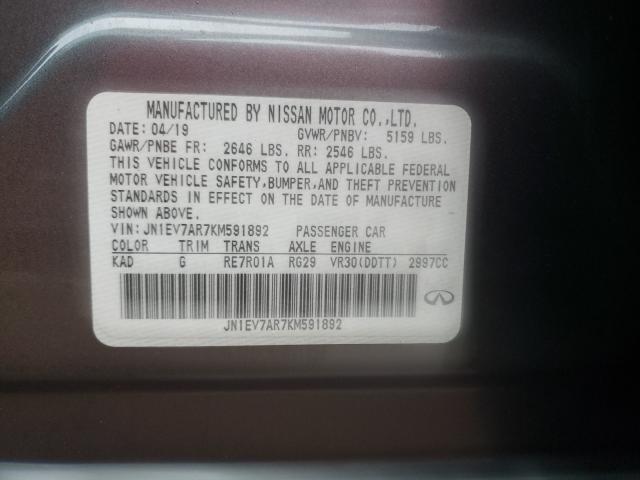 MANUFACTURED BY NISSAN MOTOR CO.,LTD.
DATE: 04/19 GVWR/PNBV: 5159 LBS.
GAWR/PNBE FR: 2646 LBS. RR: 2546 LBS.
THIS VEHICLE CONFORMS TO ALL APPLICABLE FEDERAL
MOTOR VEHICLE SAFETY,BUMPER,AND THEFT PREVENTION
STANDARDS IN EFFECT ON THE DATE OF MANUFACTURE
SHOWN ABOVE.
VIN:JN1EV7AR7KM591892 PASSENGER CAR
COLOR TRIM TRANS AXLE ENGINE
KAD G RE7R01A RG29 VR30(DDTT) 2997CC
JN1EV7AR7KM591892